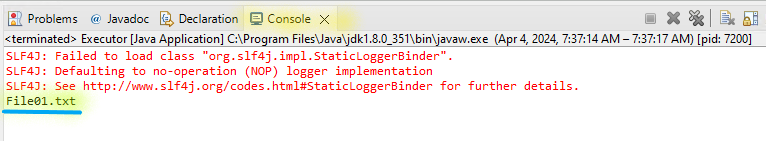 Problems @ Javadoc Declaration Console
<terminated> Executor [Java Application] C:\Program Files\Java\jdk1.8.0_351\bin\javaw.exe (Apr 4, 2024, 7:37:14 AM – 7:37:17 AM) [pid: 7200]
SLF4J: Failed to load class "org.slf4j.impl.StaticLoggerBinder".
SLF4J: Defaulting to no-operation (NOP) logger implementation
SLF4J: See http://www.slf4j.org/codes.html#StaticLoggerBinder for further details.
File01.txt